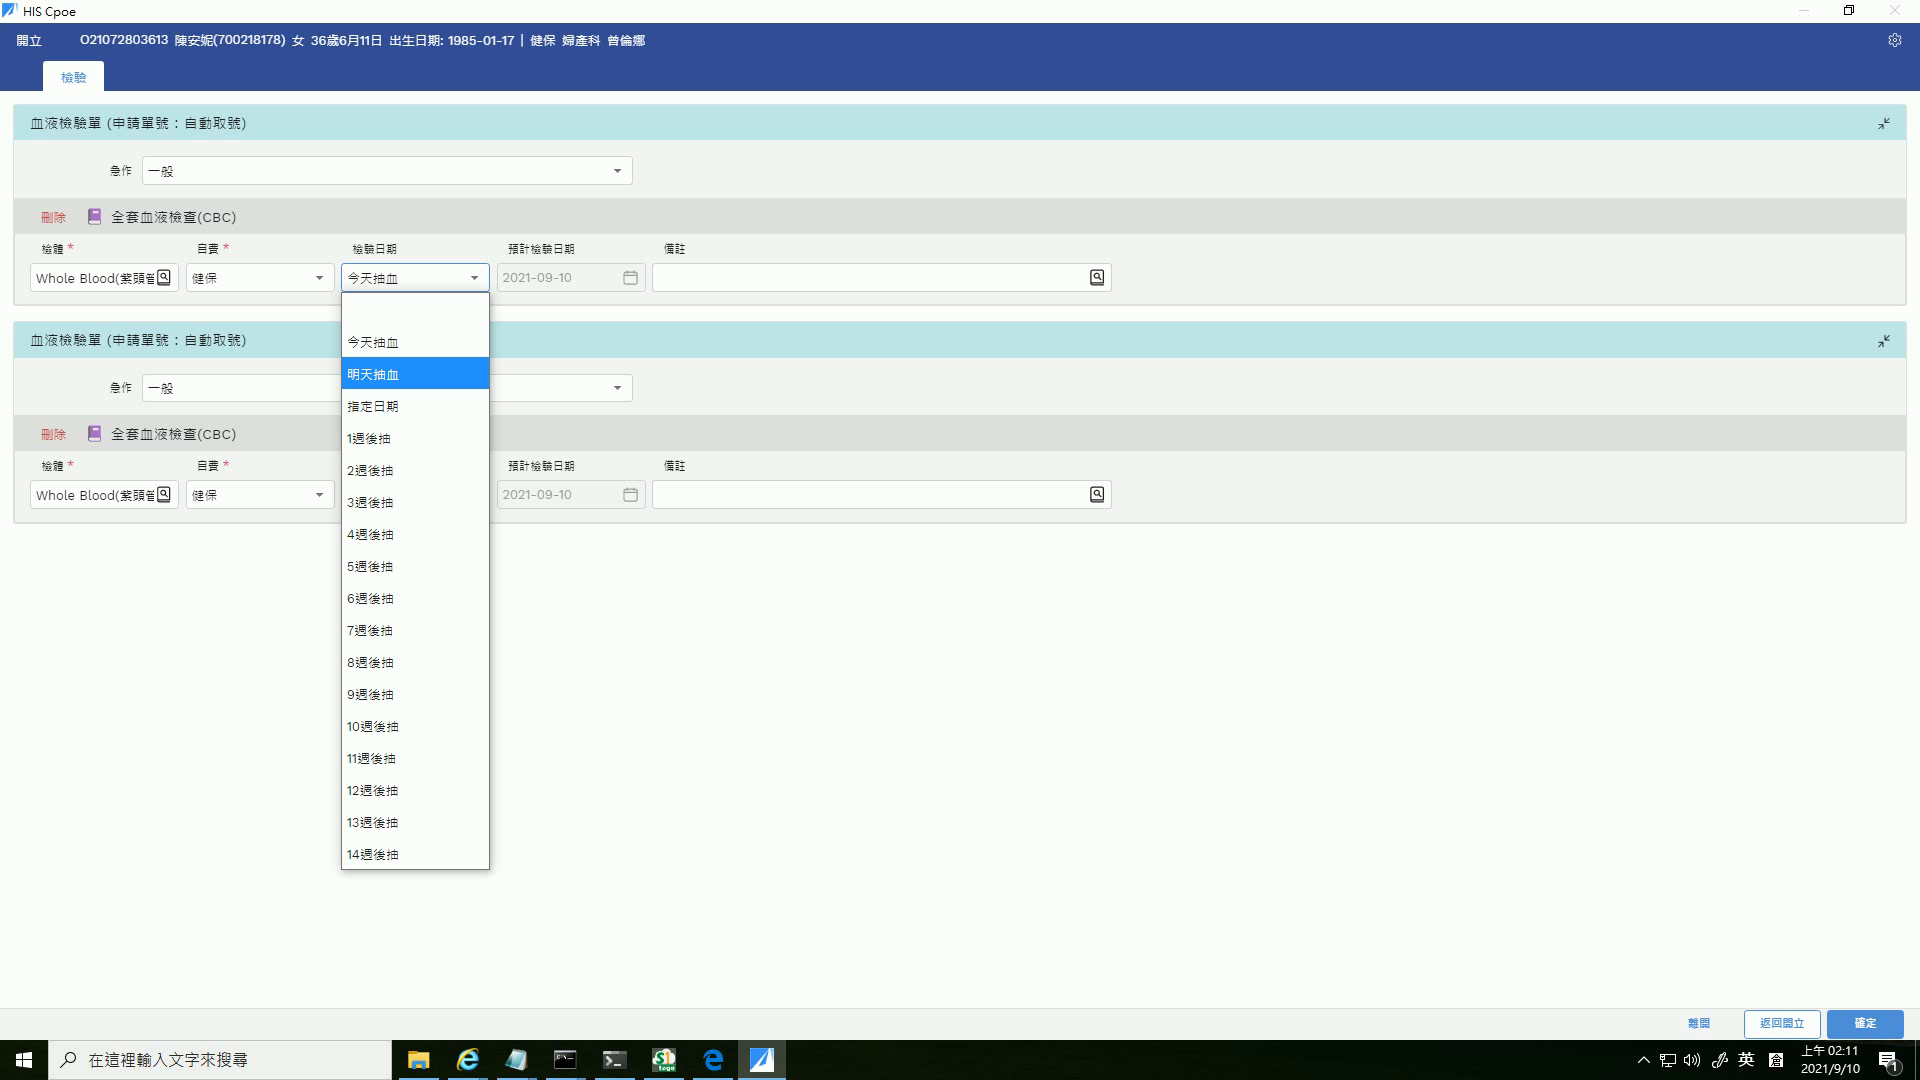 HIS Cpoe
開立 O21072803613 陳安妮(700218178) 女 36歲6月11日 出生日期: 1985-01-17 | 健保 婦產科 曾倫娜
檢驗
血液檢驗單 (申請單號：自動取號)
急作 一般
刪除 全套血液檢查(CBC)
檢體 * 自費 * 檢驗日期 預計檢驗日期 備註
Whole Blood(紫頭管 健保 今天抽血 2021-09-10
血液檢驗單 (申請單號：自動取號)
急作 一般
刪除 全套血液檢查(CBC)
檢體 * 自費 * 預計檢驗日期 備註
Whole Blood(紫頭管 健保 2021-09-10
今天抽血
明天抽血
指定日期
1週後抽
2週後抽
3週後抽
4週後抽
5週後抽
6週後抽
7週後抽
8週後抽
9週後抽
10週後抽
11週後抽
12週後抽
13週後抽
14週後抽
離開 返回開立 確定
在這裡輸入文字來搜尋
英
上午 02:11
2021/9/10
1